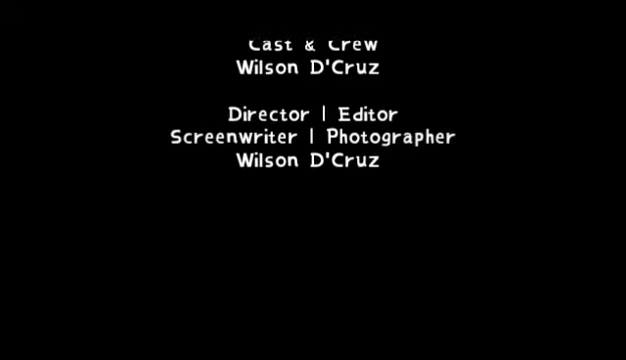 Cast & Crew
Wilson D'Cruz
Director | Editor
Screenwriter | Photographer
Wilson D'Cruz